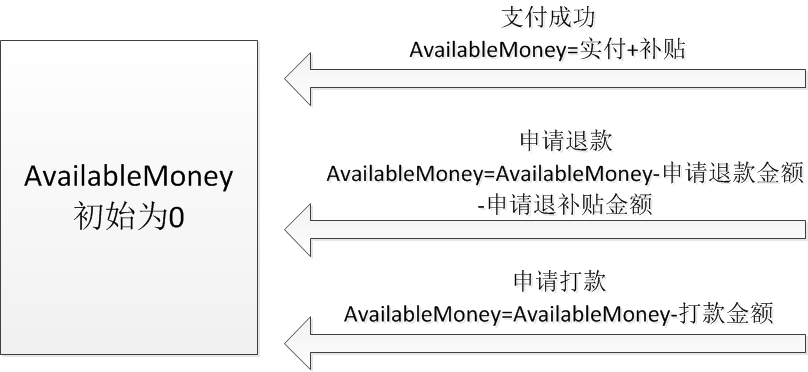 支付成功
AvailableMoney=实付+补贴
AvailableMoney
初始为0
申请退款
AvailableMoney=AvailableMoney-申请退款金额
-申请退补贴金额
申请打款
AvailableMoney=AvailableMoney-打款金额